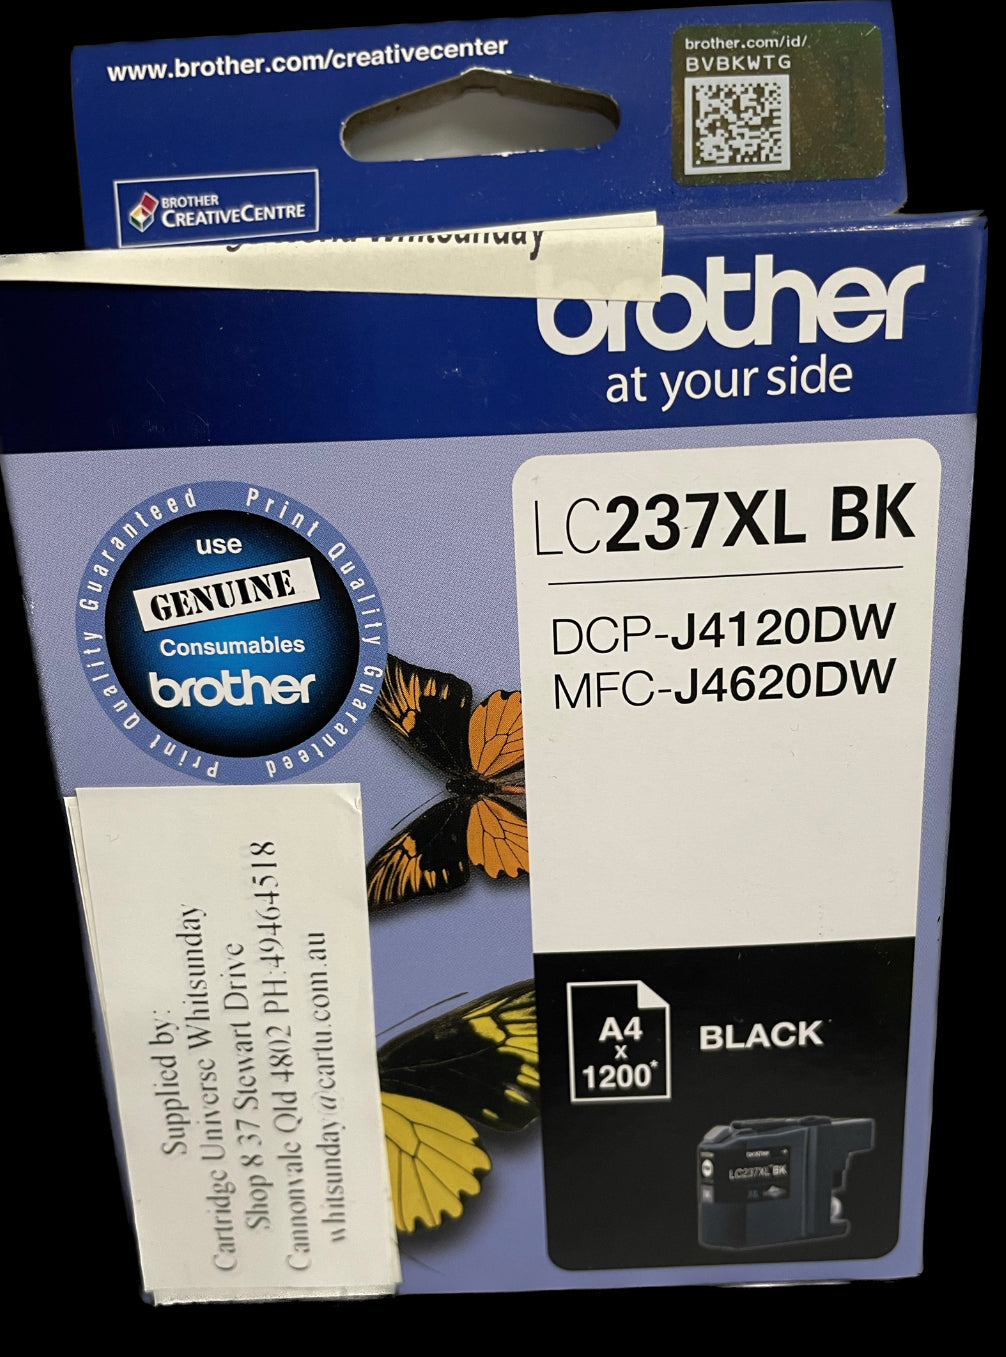 www.brother.com/creativecenter
brother.com/id/
BVBKWTG
BROTHER
CREATIVECENTRE
Whitsunday
brother
at your side
LC237XL BK
DCP-J4120DW
MFC-J4620DW
Print Quality Guaranteed Print Quality Guaranteed
use
GENUINE
Consumables
brother
Supplied by:
Cartridge Universe Whitsunday
Shop 8 37 Stewart Drive
Cannonvale Qld 4802 PH:49464518
whitsunday@cartu.com.au
A4
x
1200*
BLACK
brother
LC237XL BK